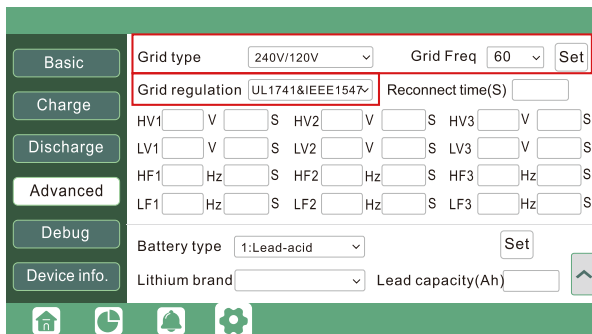 Basic
Charge
Discharge
Advanced
Debug
Device info.
Grid type 240V/120V Grid Freq 60 Set
Grid regulation UL1741&IEEE1547 Reconnect time(S)
HV1 V S HV2 V S HV3 V S
LV1 V S LV2 V S LV3 V S
HF1 Hz S HF2 Hz S HF3 Hz S
LF1 Hz S LF2 Hz S LF3 Hz S
Battery type 1:Lead-acid Set
Lithium brand Lead capacity(Ah)